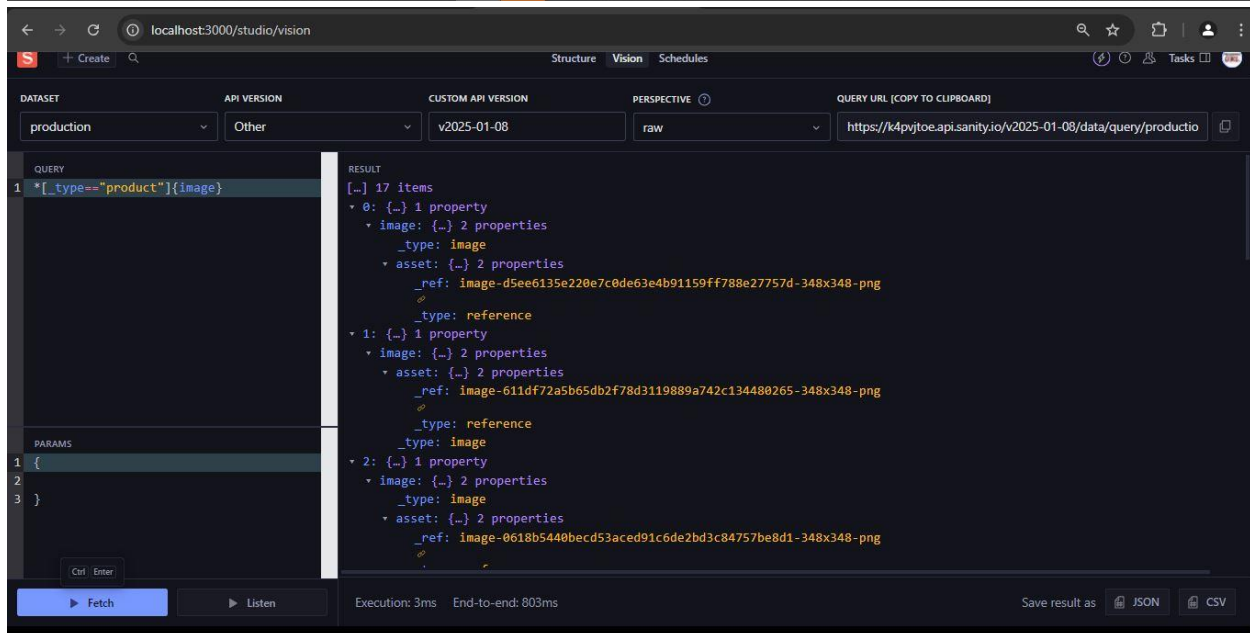 localhost:3000/studio/vision
S + Create Structure Vision Schedules Tasks
DATASET API VERSION CUSTOM API VERSION PERSPECTIVE QUERY URL [COPY TO CLIPBOARD]
production Other v2025-01-08 raw https://k4pvjtoe.api.sanity.io/v2025-01-08/data/query/productio
QUERY
1 *[_type=="product"]{image}
PARAMS
1 {
2
3 }
Ctrl Enter
Fetch Listen
RESULT
[…] 17 items
0: {…} 1 property
image: {…} 2 properties
_type: image
asset: {…} 2 properties
_ref: image-d5ee6135e220e7c0de63e4b91159ff788e27757d-348x348-png
_type: reference
1: {…} 1 property
image: {…} 2 properties
asset: {…} 2 properties
_ref: image-611df72a5b65db2f78d3119889a742c134480265-348x348-png
_type: reference
_type: image
2: {…} 1 property
image: {…} 2 properties
_type: image
asset: {…} 2 properties
_ref: image-0618b5440becd53aced91c6de2bd3c84757be8d1-348x348-png
Execution: 3ms End-to-end: 803ms
Save result as JSON CSV